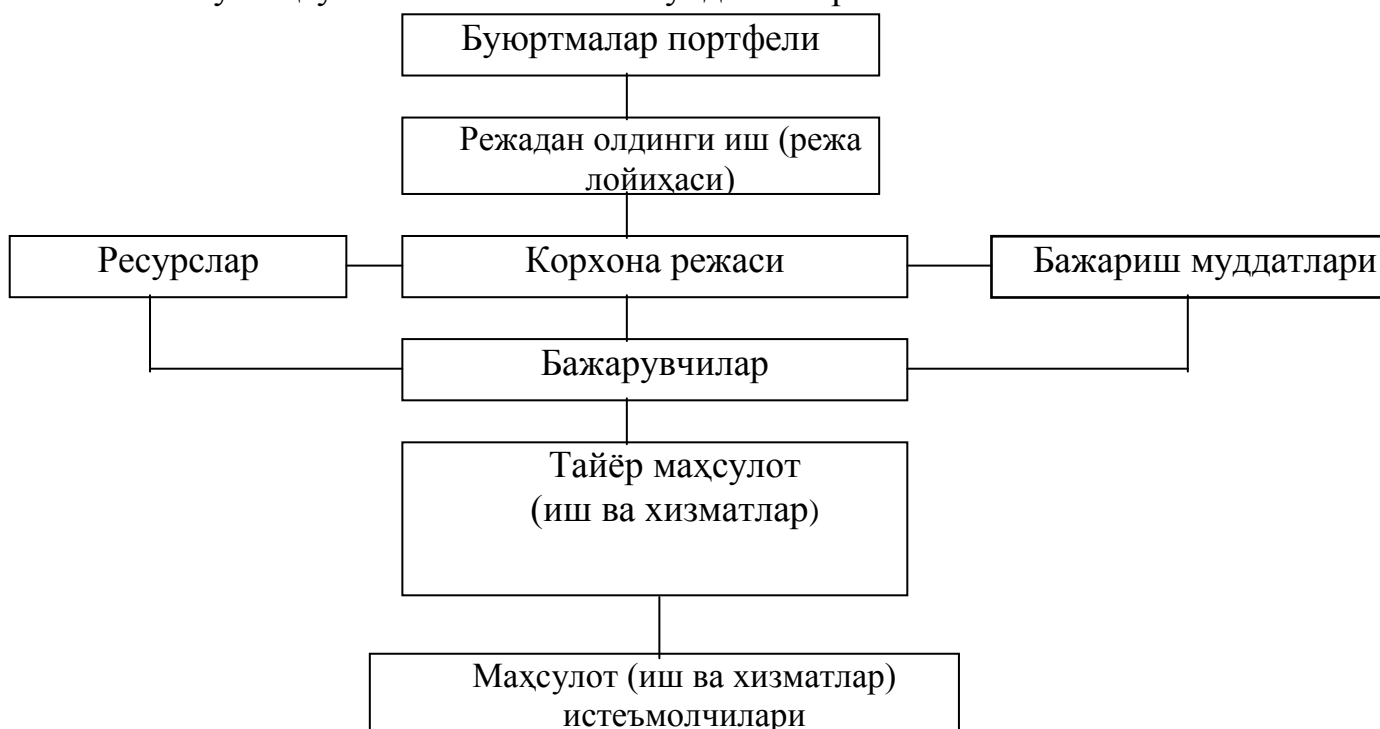 Буюртмалар портфели
Режадан олдинги иш (режа
лойиҳаси)
Ресурслар
Корхона режаси
Бажариш муддатлари
Бажарувчилар
Тайёр маҳсулот
(иш ва хизматлар)
Маҳсулот (иш ва хизматлар)
истеъмолчилари